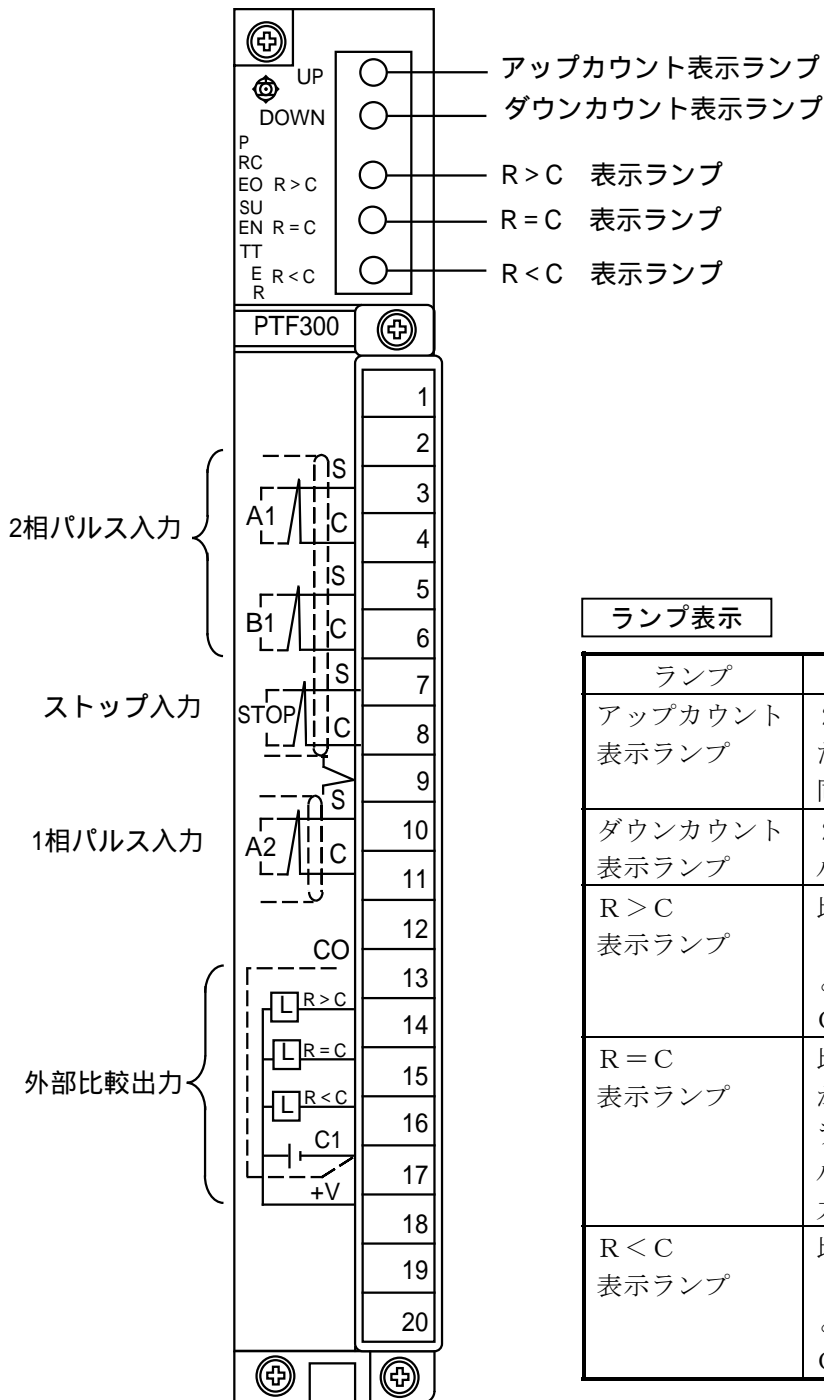 UP
DOWN
P
RC
EO R>C
SU
EN R=C
TT
E R<C
R
アップカウント表示ランプ
ダウンカウント表示ランプ
R>C 表示ランプ
R=C 表示ランプ
R<C 表示ランプ
PTF300
1
2
3
4
5
6
7
8
9
10
11
12
13
14
15
16
17
18
19
20
2相パルス入力
A1
S
C
B1
S
C
ストップ入力
STOP
S
C
1相パルス入力
A2
S
C
外部比較出力
CO
L R>C
L R=C
L R<C
C1
+V
ランプ表示
ランプ
アップカウント
表示ランプ
ダウンカウント
表示ランプ
R>C
表示ランプ
R=C
表示ランプ
R<C
表示ランプ